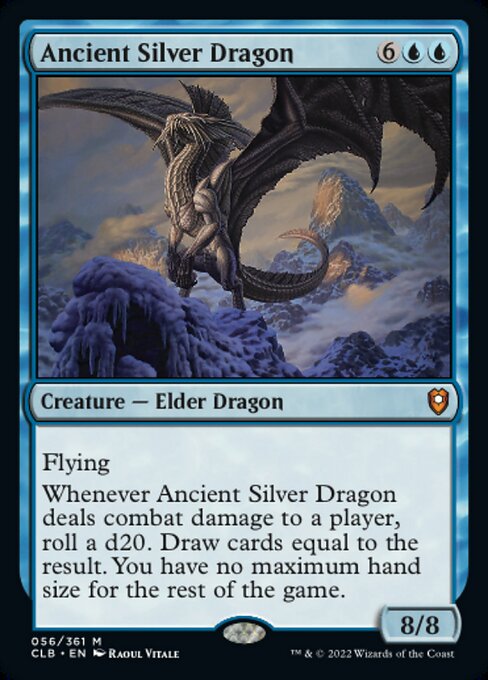 Ancient Silver Dragon 6
Creature — Elder Dragon
Flying
Whenever Ancient Silver Dragon
deals combat damage to a player,
roll a d20. Draw cards equal to the
result. You have no maximum hand
size for the rest of the game.
8/8
056/361 M
CLB • EN Raoul Vitale
™ & © 2022 Wizards of the Coast